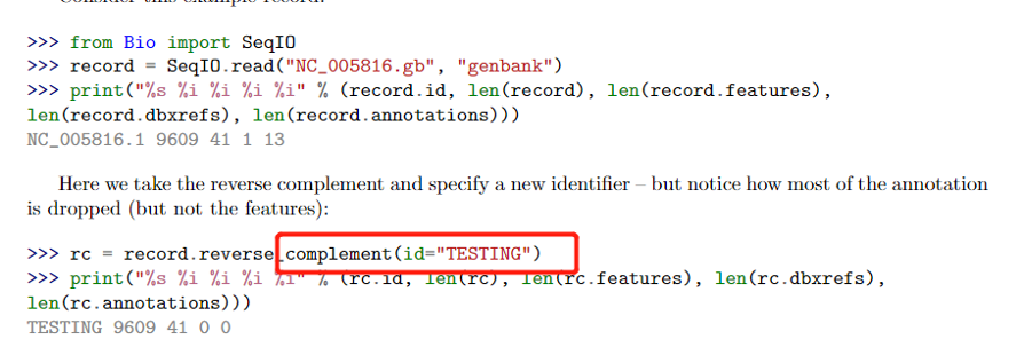 Consider this example record:
>>> from Bio import SeqIO
>>> record = SeqIO.read("NC_005816.gb", "genbank")
>>> print("%s %i %i %i %i" % (record.id, len(record), len(record.features),
len(record.dbxrefs), len(record.annotations)))
NC_005816.1 9609 41 1 13
Here we take the reverse complement and specify a new identifier – but notice how most of the annotation
is dropped (but not the features):
>>> rc = record.reverse_complement(id="TESTING")
>>> print("%s %i %i %i %i" % (rc.id, len(rc), len(rc.features), len(rc.dbxrefs),
len(rc.annotations)))
TESTING 9609 41 0 0